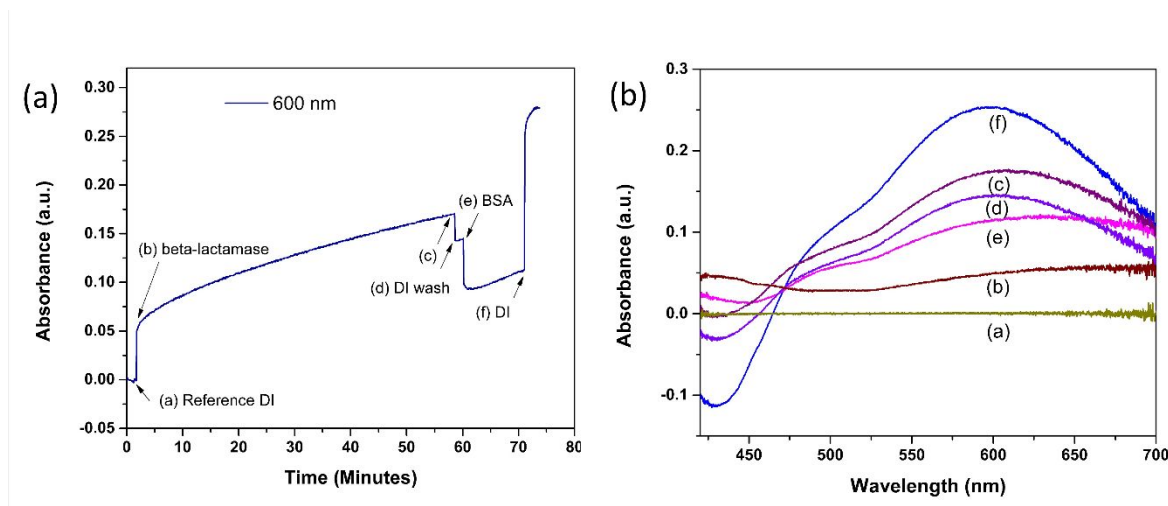 (a)
600 nm
(b) beta-lactamase
(e) BSA
(c)
(d) DI wash
(f) DI
(a) Reference DI
0.30
0.25
0.20
0.15
0.10
0.05
0.00
-0.05
0 10 20 30 40 50 60 70 80
Absorbance (a.u.)
Time (Minutes)
(b)
(f)
(c)
(d)
(e)
(b)
(a)
0.3
0.2
0.1
0.0
-0.1
450 500 550 600 650 700
Absorbance (a.u.)
Wavelength (nm)